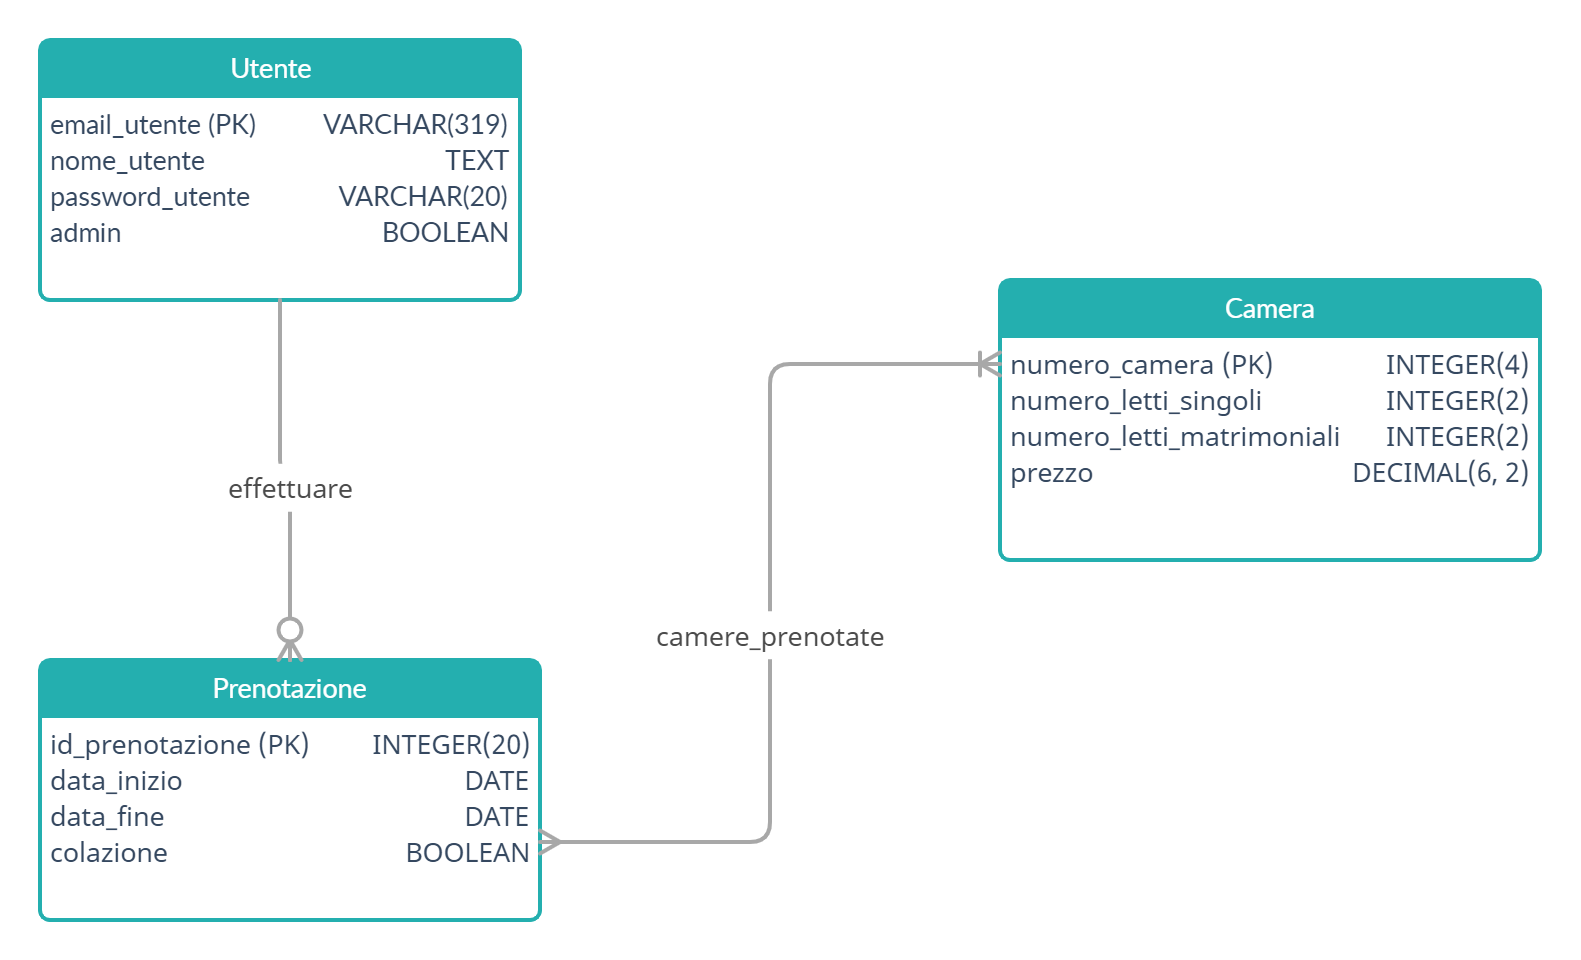 Utente
email_utente (PK) VARCHAR(319)
nome_utente TEXT
password_utente VARCHAR(20)
admin BOOLEAN
effettuare
Prenotazione
id_prenotazione (PK) INTEGER(20)
data_inizio DATE
data_fine DATE
colazione BOOLEAN
camere_prenotate
Camera
numero_camera (PK) INTEGER(4)
numero_letti_singoli INTEGER(2)
numero_letti_matrimoniali INTEGER(2)
prezzo DECIMAL(6, 2)